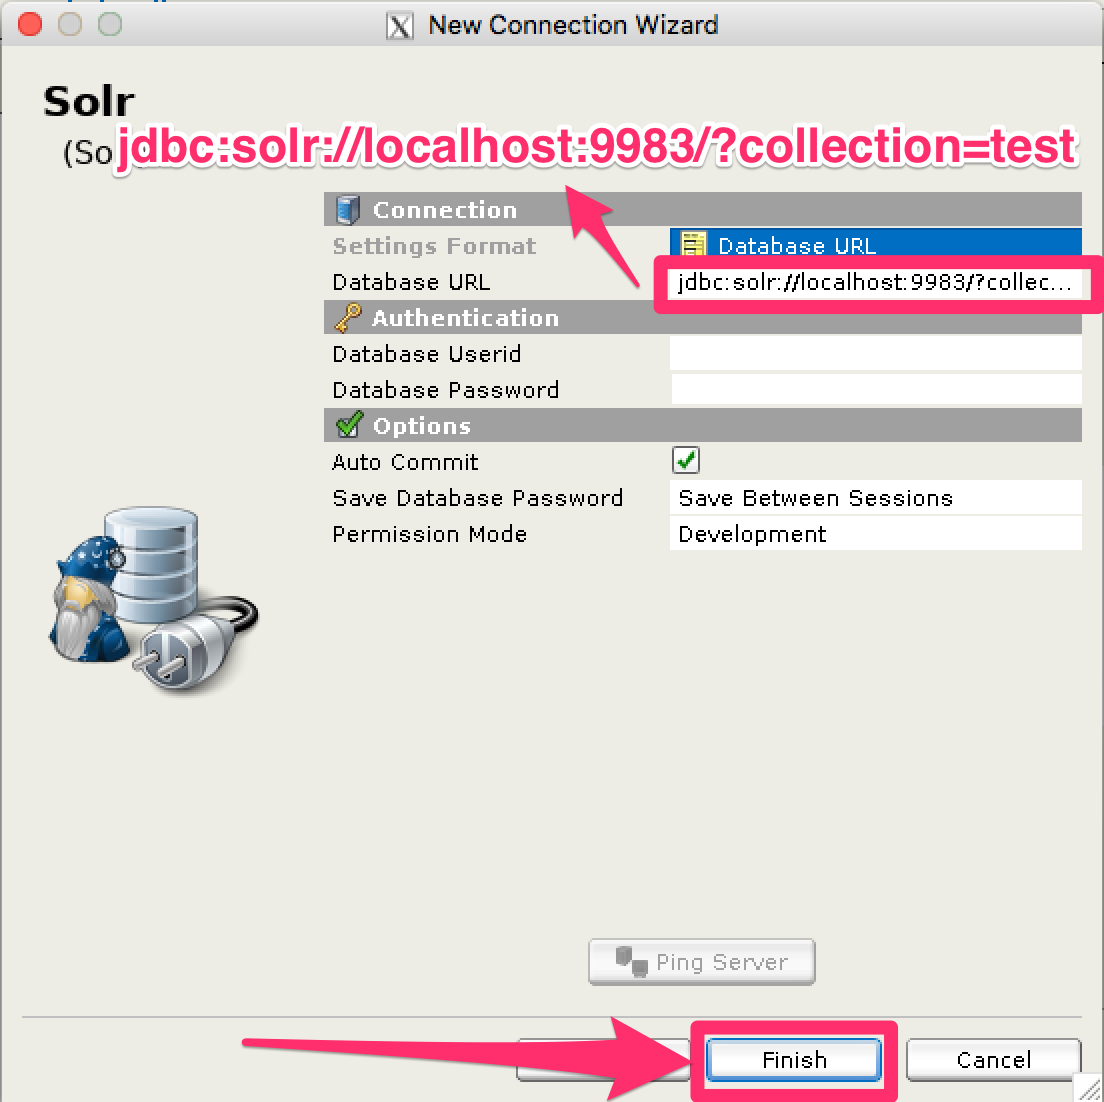 New Connection Wizard
Solr
(So
jdbc:solr://localhost:9983/?collection=test
Connection
Settings Format Database URL
Database URL jdbc:solr://localhost:9983/?collec...
Authentication
Database Userid
Database Password
Options
Auto Commit
Save Database Password Save Between Sessions
Permission Mode Development
Ping Server
Finish Cancel